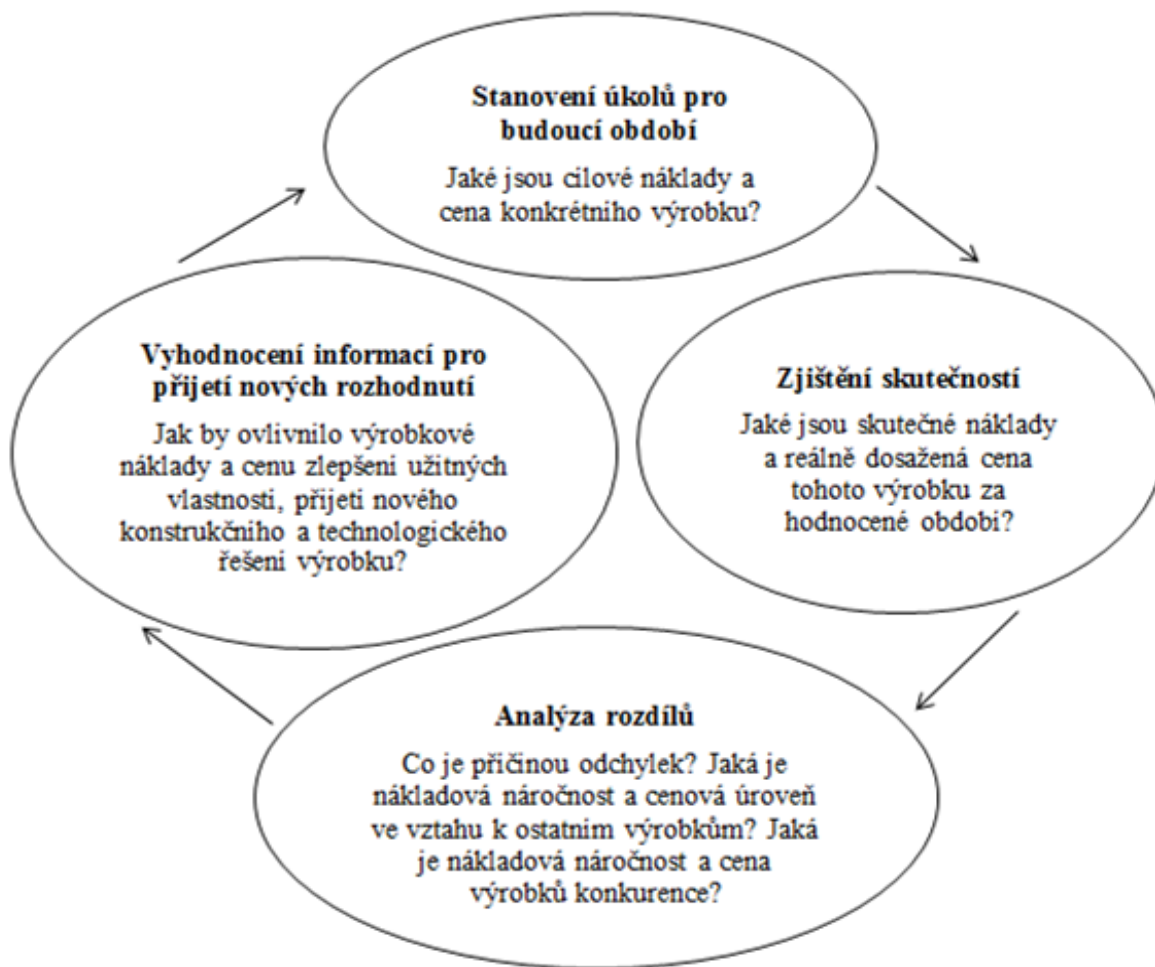 Stanovení úkolů pro
budoucí období
Jaké jsou cílové náklady a
cena konkrétního výrobku?
Zjištění skutečností
Jaké jsou skutečné náklady
a reálně dosažená cena
tohoto výrobku za
hodnocené období?
Analýza rozdílů
Co je příčinou odchylek? Jaká je
nákladová náročnost a cenová úroveň
ve vztahu k ostatním výrobkům? Jaká
je nákladová náročnost a cena
výrobků konkurence?
Vyhodnocení informací pro
přijetí nových rozhodnutí
Jak by ovlivnilo výrobkové
náklady a cenu zlepšení užitných
vlastností, přijetí nového
konstrukčního a technologického
řešení výrobku?